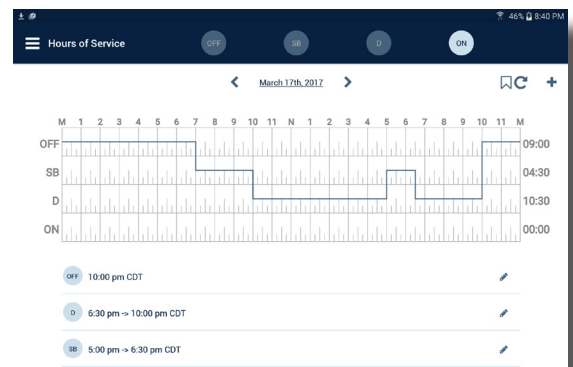 46% 8:40 PM
Hours of Service OFF SB D ON
March 17th, 2017
M 1 2 3 4 5 6 7 8 9 10 11 N 1 2 3 4 5 6 7 8 9 10 11 M
OFF 09:00
SB 04:30
D 10:30
ON 00:00
OFF 10:00 pm CDT
D 6:30 pm -> 10:00 pm CDT
SB 5:00 pm -> 6:30 pm CDT